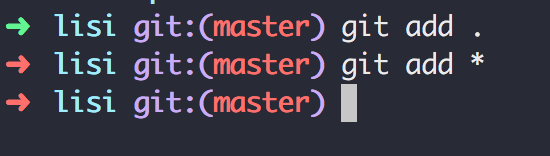 ➜ lisi git:(master) git add .
➜ lisi git:(master) git add *
➜ lisi git:(master)